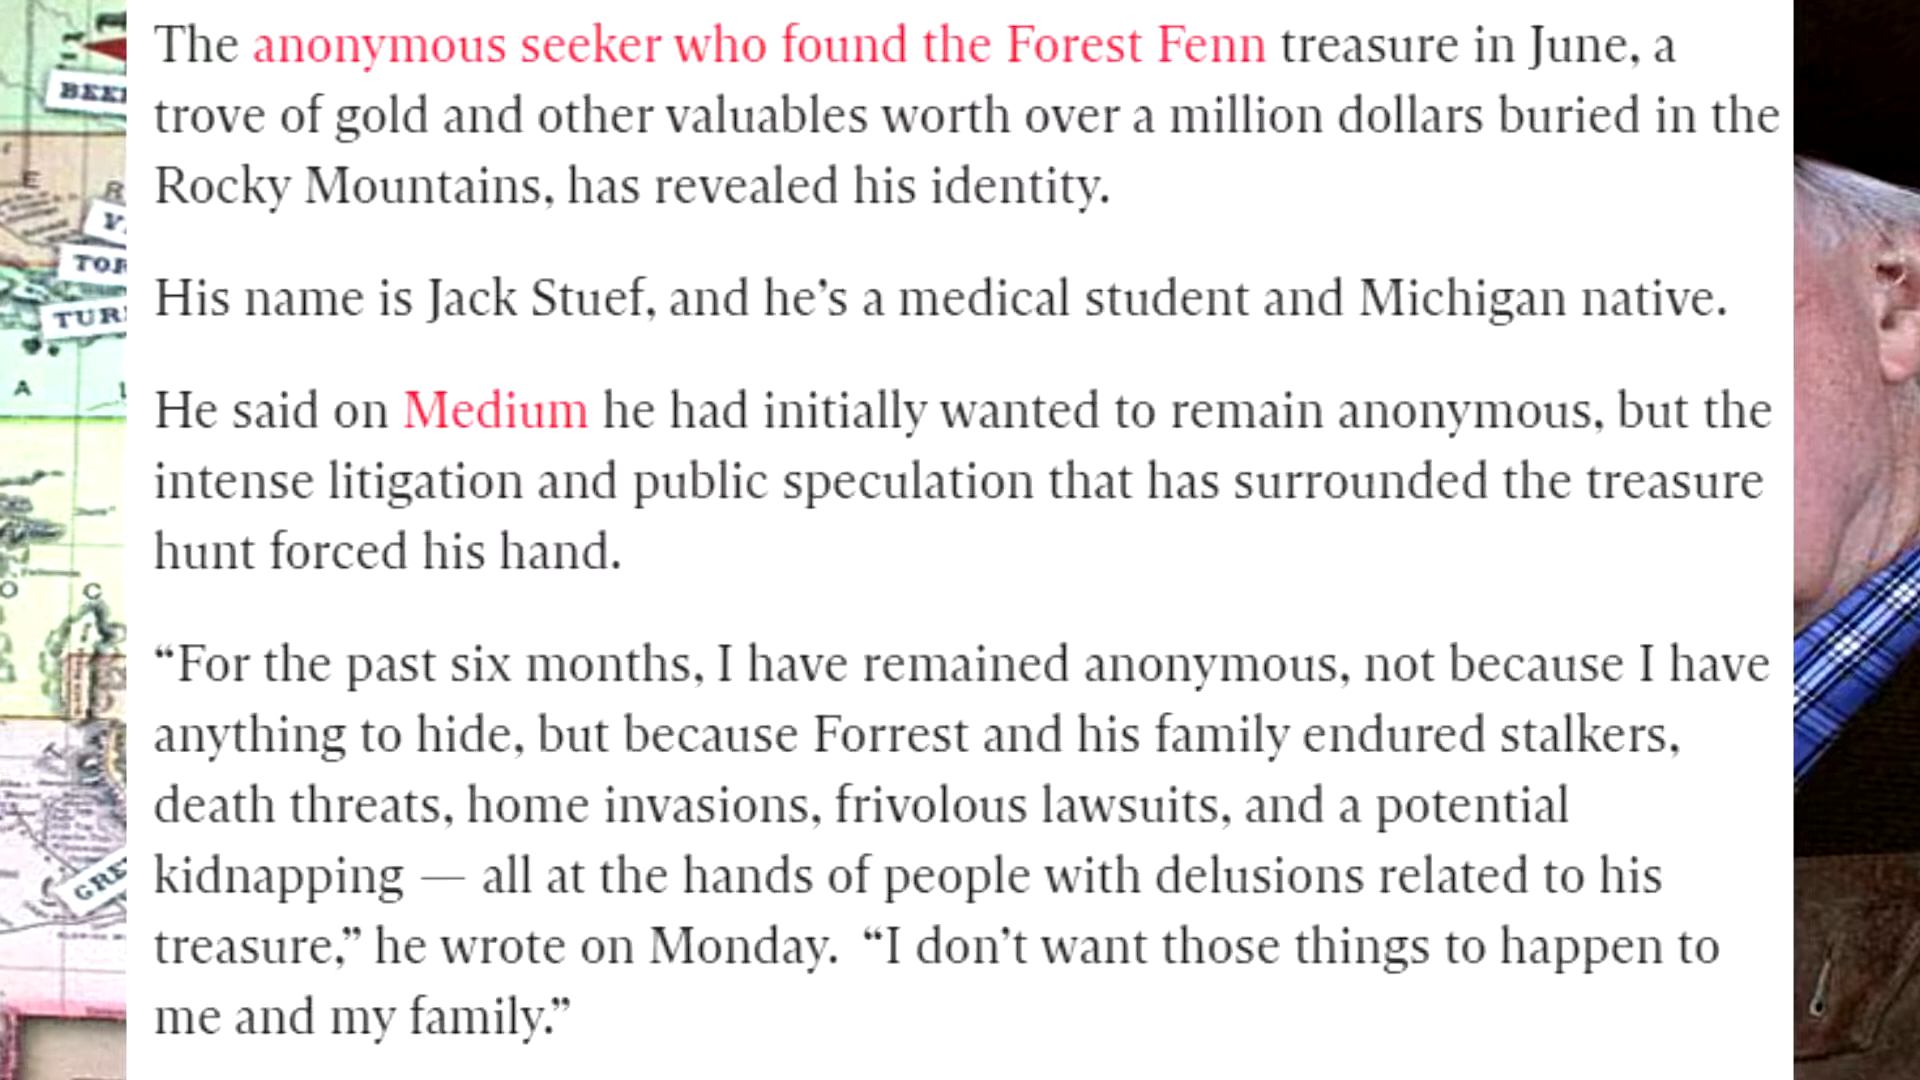 The anonymous seeker who found the Forest Fenn treasure in June, a
trove of gold and other valuables worth over a million dollars buried in the
Rocky Mountains, has revealed his identity.
His name is Jack Stuef, and he’s a medical student and Michigan native.
He said on Medium he had initially wanted to remain anonymous, but the
intense litigation and public speculation that has surrounded the treasure
hunt forced his hand.
“For the past six months, I have remained anonymous, not because I have
anything to hide, but because Forrest and his family endured stalkers,
death threats, home invasions, frivolous lawsuits, and a potential
kidnapping — all at the hands of people with delusions related to his
treasure,” he wrote on Monday.  “I don’t want those things to happen to
me and my family.”